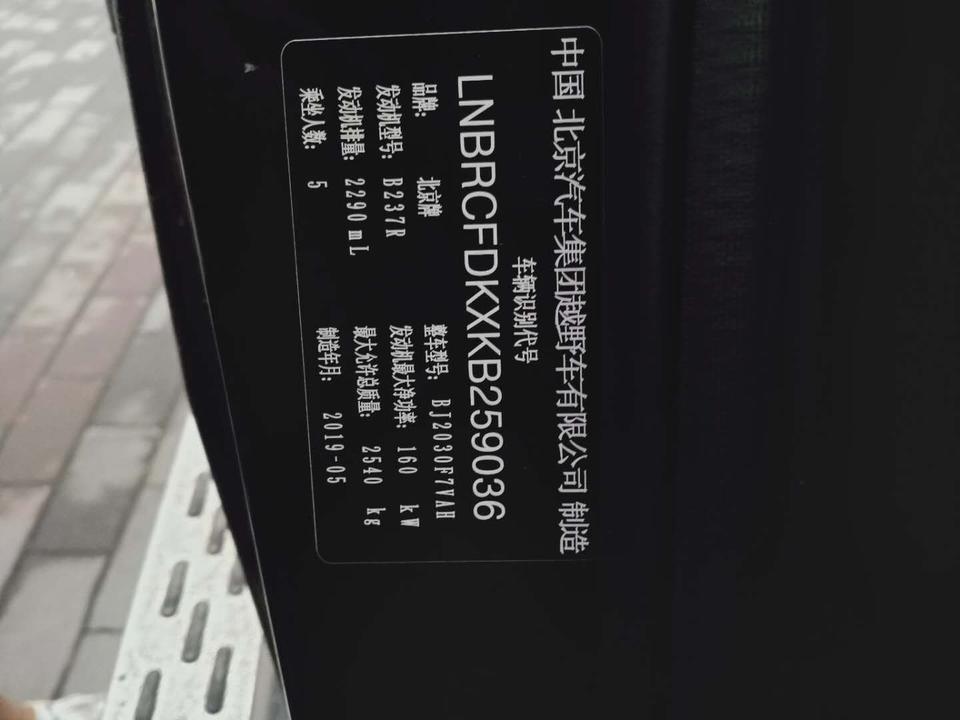 中国 北京汽车集团越野车有限公司 制造
车辆识别代号
LNBRCFDKXKB259036
品牌： 北京牌 整车型号： BJ2030F7VAH
发动机型号： B237R 发动机最大净功率： 160 kW
发动机排量： 2290 mL 最大允许总质量： 2540 kg
乘坐人数： 5 制造年月： 2019-05